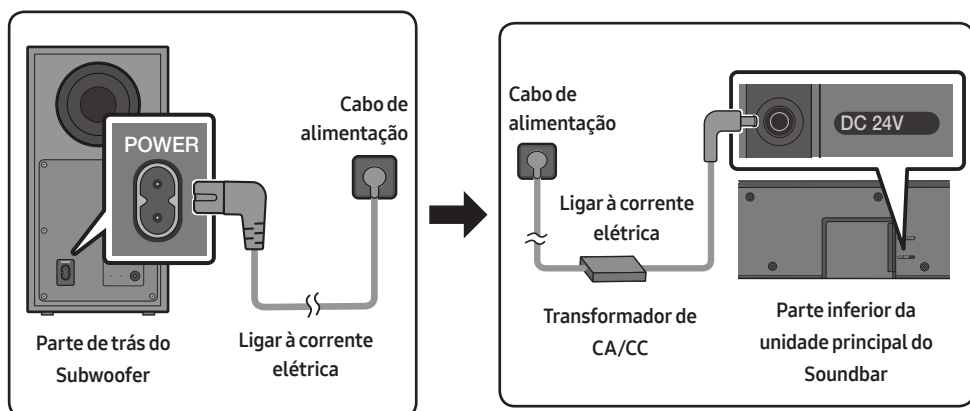 POWER
Cabo de
alimentação
Parte de trás do
Subwoofer
Ligar à corrente
elétrica
Cabo de
alimentação
DC 24V
Ligar à corrente
elétrica
Transformador de
CA/CC
Parte inferior da
unidade principal do
Soundbar